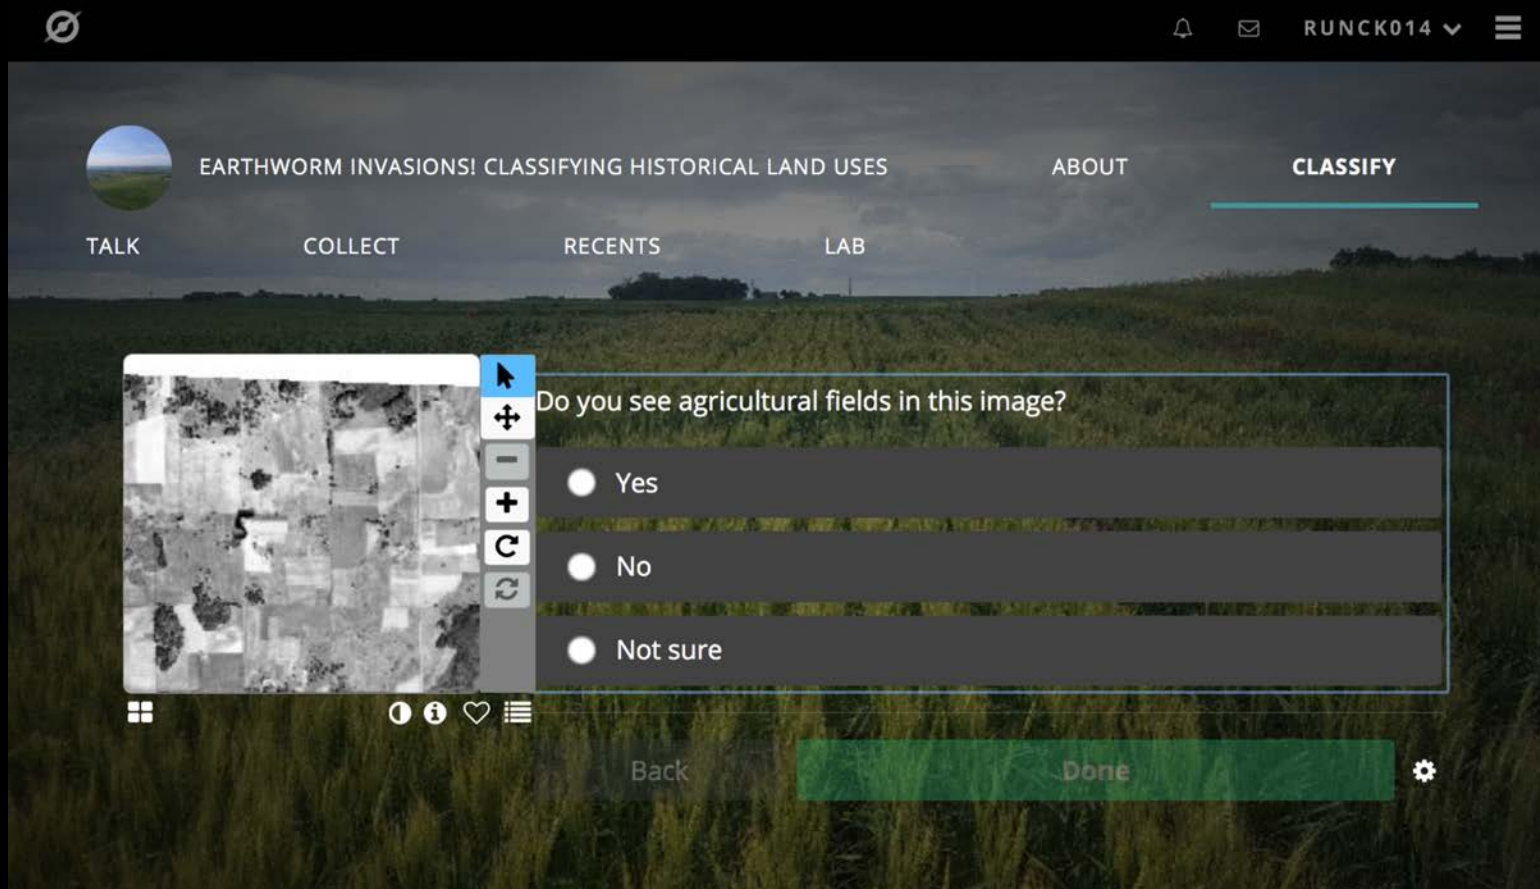 RUNCK014
EARTHWORM INVASIONS! CLASSIFYING HISTORICAL LAND USES
ABOUT
CLASSIFY
TALK
COLLECT
RECENTS
LAB
Do you see agricultural fields in this image?
Yes
No
Not sure
Back
Done